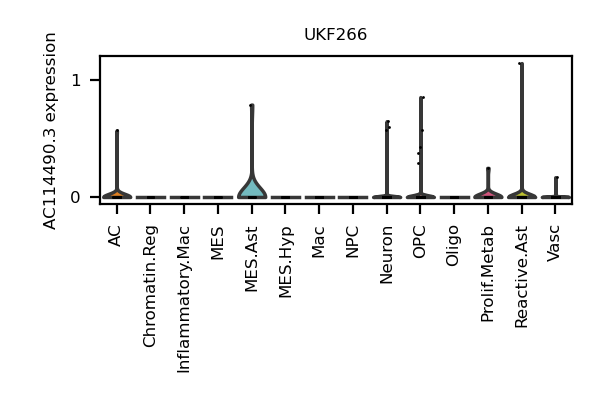 UKF266
AC114490.3 expression
1
0
AC
Chromatin.Reg
Inflammatory.Mac
MES
MES.Ast
MES.Hyp
Mac
NPC
Neuron
OPC
Oligo
Prolif.Metab
Reactive.Ast
Vasc